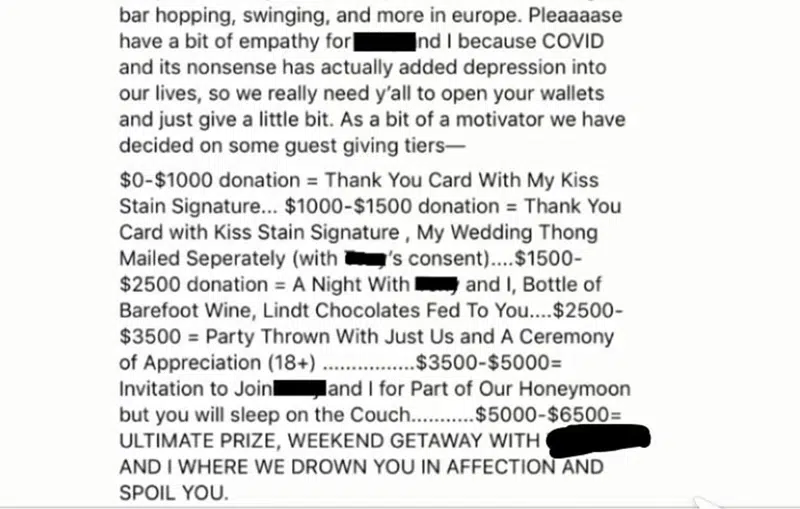 bar hopping, swinging, and more in europe. Pleaaaase
have a bit of empathy for nd I because COVID
and its nonsense has actually added depression into
our lives, so we really need y'all to open your wallets
and just give a little bit. As a bit of a motivator we have
decided on some guest giving tiers—
$0-$1000 donation = Thank You Card With My Kiss
Stain Signature... $1000-$1500 donation = Thank You
Card with Kiss Stain Signature , My Wedding Thong
Mailed Seperately (with 's consent)....$1500-
$2500 donation = A Night With and I, Bottle of
Barefoot Wine, Lindt Chocolates Fed To You....$2500-
$3500 = Party Thrown With Just Us and A Ceremony
of Appreciation (18+) ................$3500-$5000=
Invitation to Join and I for Part of Our Honeymoon
but you will sleep on the Couch...........$5000-$6500=
ULTIMATE PRIZE, WEEKEND GETAWAY WITH
AND I WHERE WE DROWN YOU IN AFFECTION AND
SPOIL YOU.